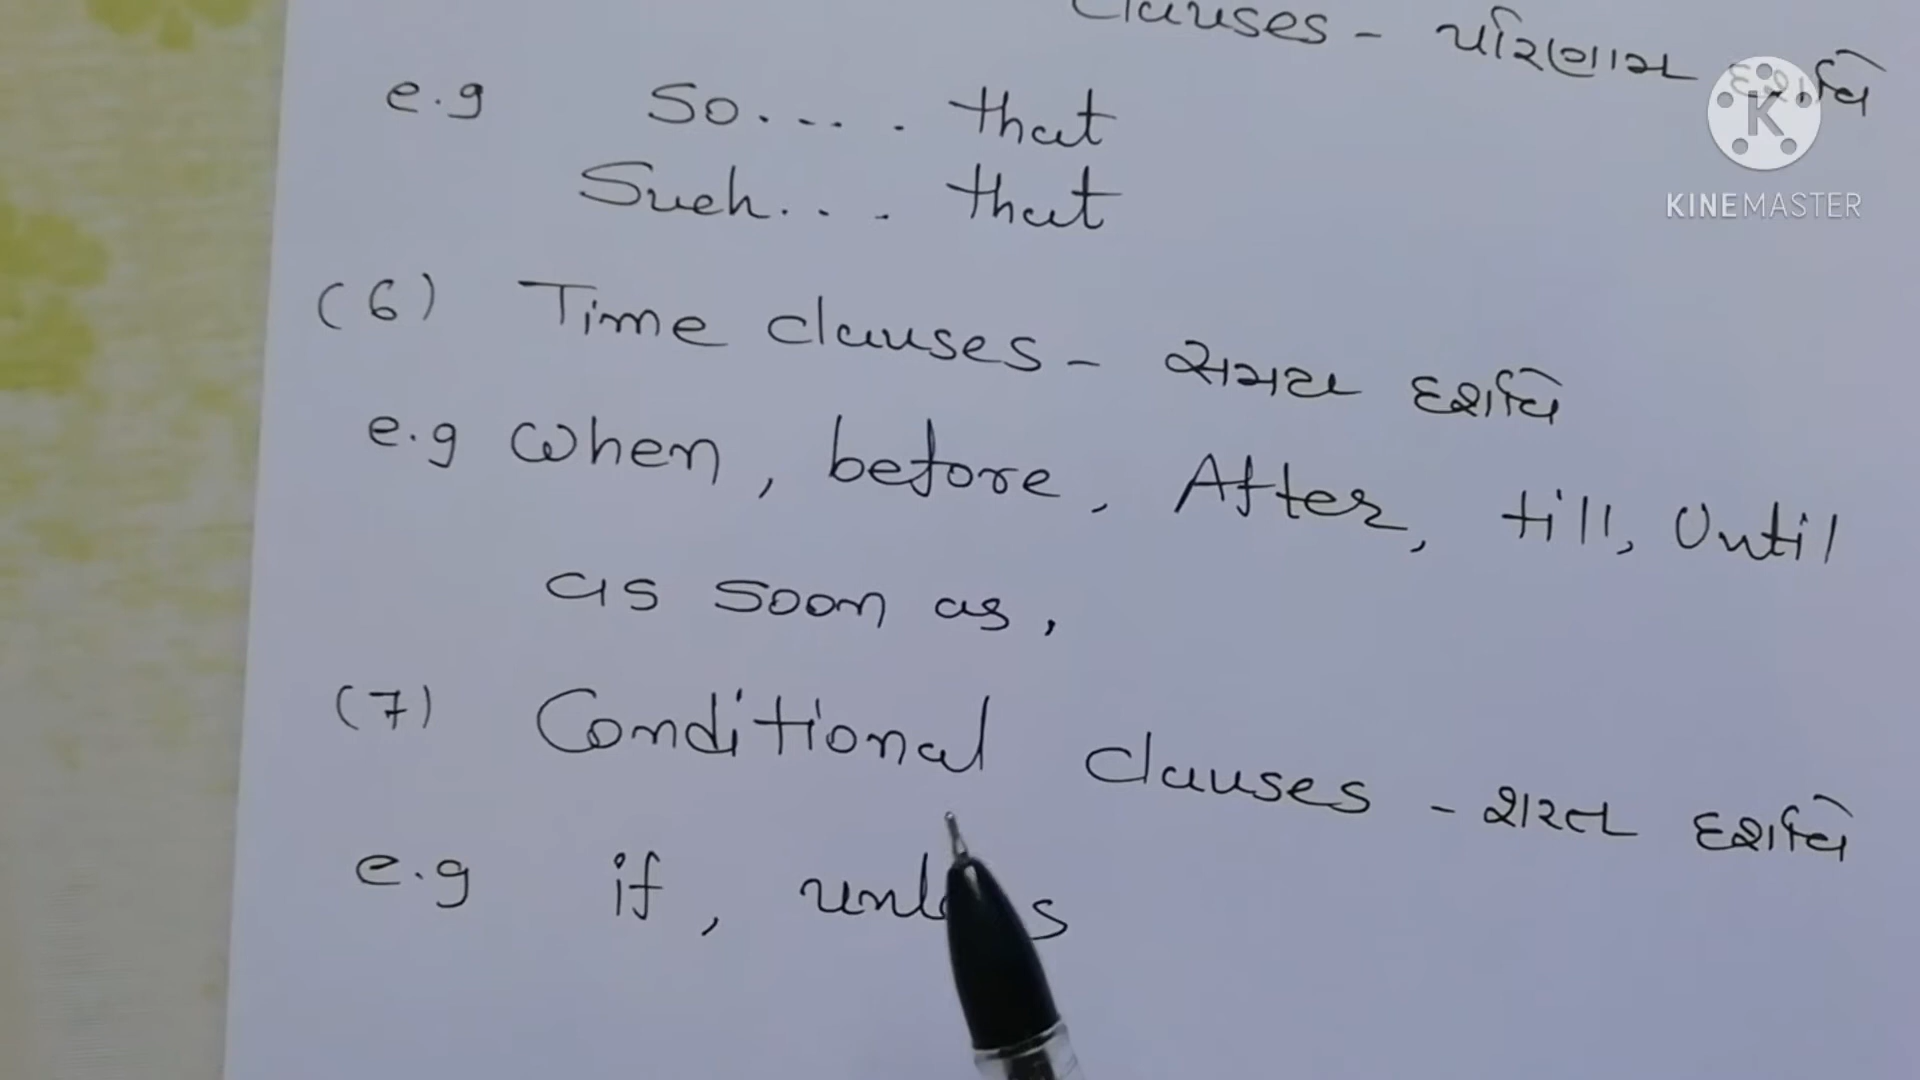 Clauses - પરિણામ દર્શાવે
e.g So.... that
Such... that
(6) Time clauses - સમય દર્શાવે
e.g When, before, After, till, Until
as soon as,
(7) Conditional clauses - શરત દર્શાવે
e.g if,
K
KINEMASTER